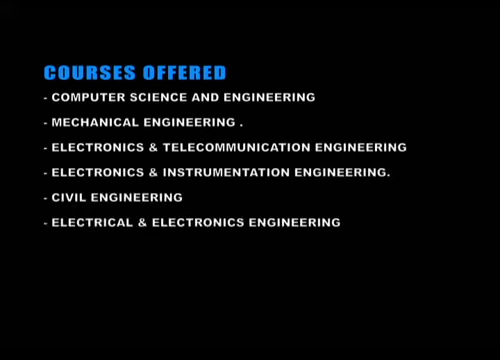 COURSES OFFERED
- COMPUTER SCIENCE AND ENGINEERING
- MECHANICAL ENGINEERING .
- ELECTRONICS & TELECOMMUNICATION ENGINEERING
- ELECTRONICS & INSTRUMENTATION ENGINEERING.
- CIVIL ENGINEERING
- ELECTRICAL & ELECTRONICS ENGINEERING